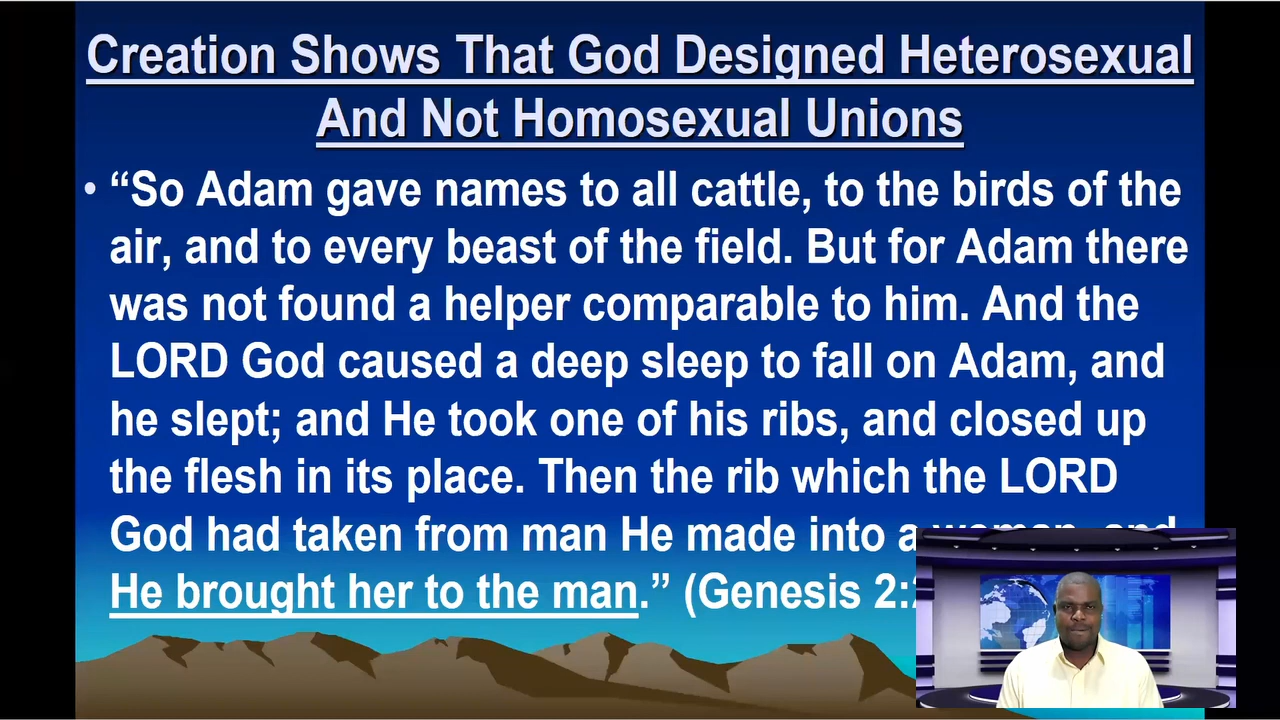 Creation Shows That God Designed Heterosexual
And Not Homosexual Unions
• “So Adam gave names to all cattle, to the birds of the
air, and to every beast of the field. But for Adam there
was not found a helper comparable to him. And the
LORD God caused a deep sleep to fall on Adam, and
he slept; and He took one of his ribs, and closed up
the flesh in its place. Then the rib which the LORD
God had taken from man He made into a woman, and
He brought her to the man.” (Genesis 2: